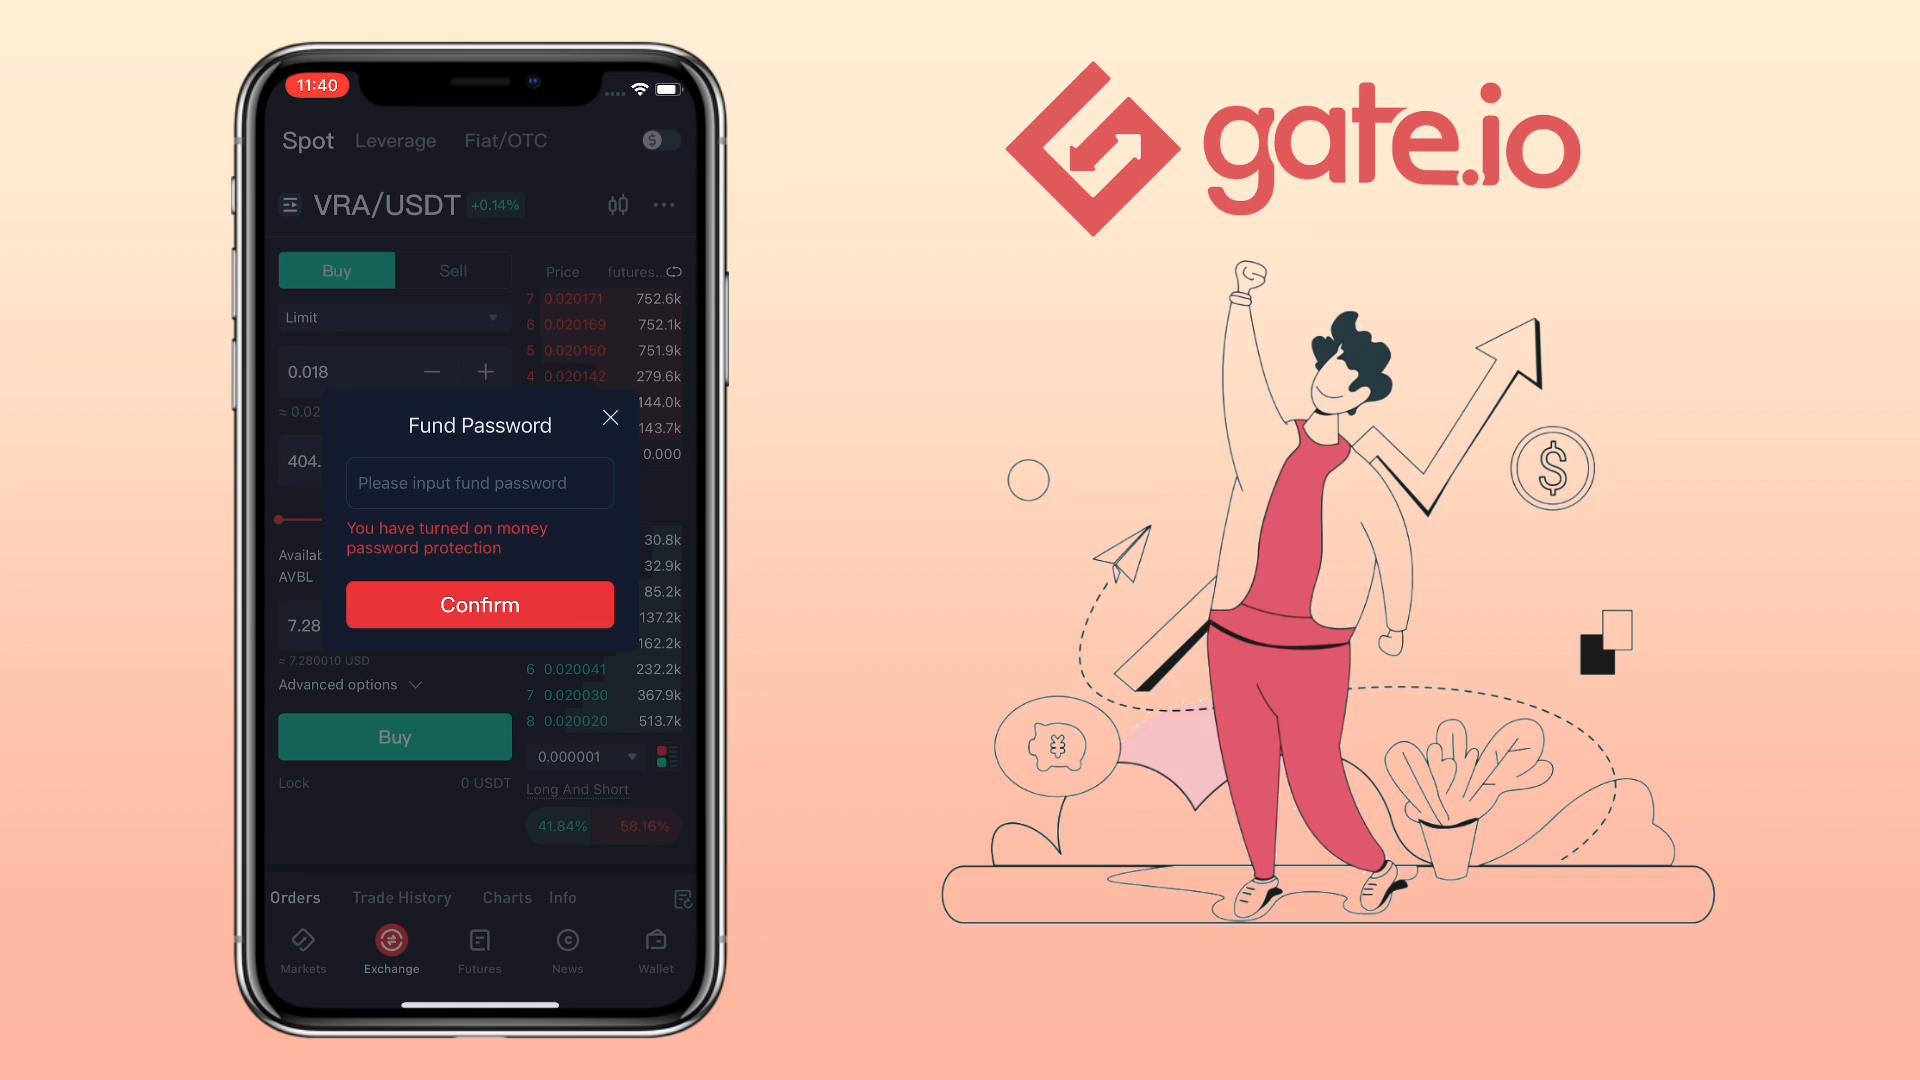 11:40
Spot Leverage Fiat/OTC
$
VRA/USDT +0.14%
Buy Sell
Price futures...
Limit
7 0.020171 752.6k
6 0.020169 752.1k
5 0.020150 751.9k
0.018 — +
4 0.020142 279.6k
≈ 0.02
144.0k
Fund Password
143.7k
404.
0.000
Please input fund password
You have turned on money
password protection
30.8k
Availab
32.9k
AVBL
85.2k
Confirm
137.2k
7.28
162.2k
≈ 7.280010 USD
6 0.020041 232.2k
Advanced options
7 0.020030 367.9k
8 0.020020 513.7k
Buy
0.000001
Lock 0 USDT
Long And Short
41.84% 58.16%
Orders Trade History Charts Info
Markets Exchange Futures News Wallet
gate.io
$
¥